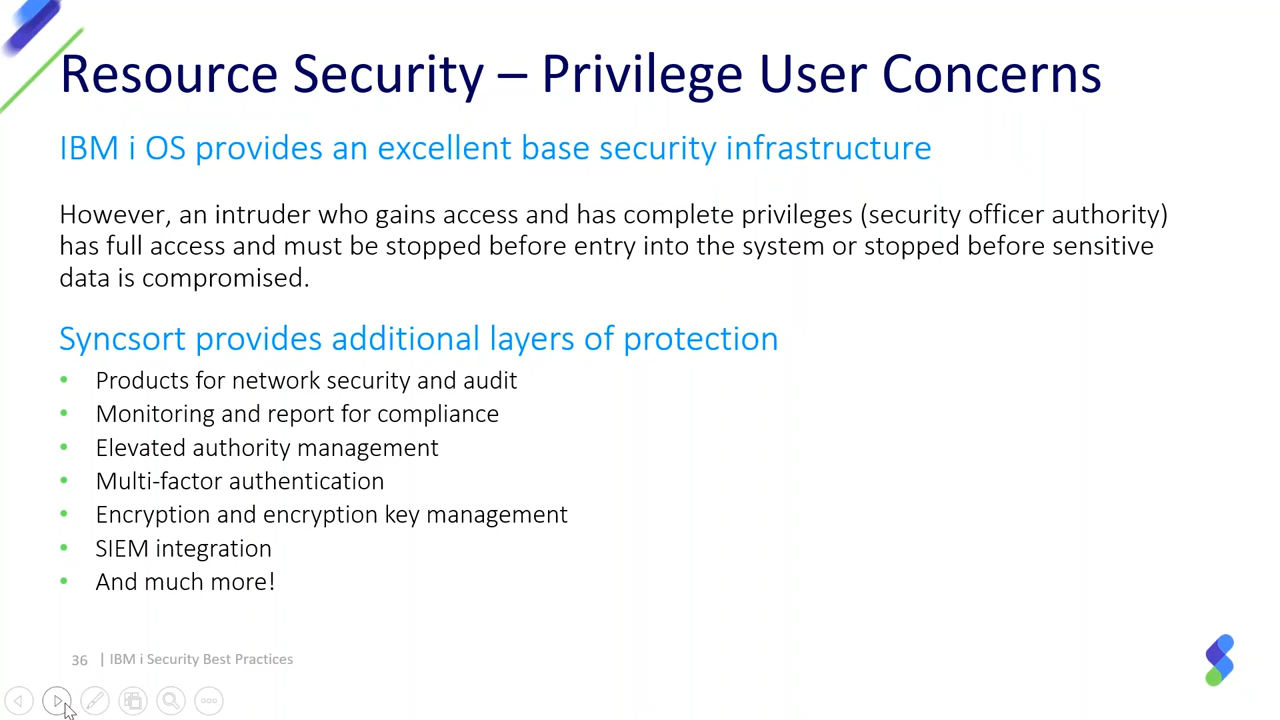 Resource Security – Privilege User Concerns
IBM i OS provides an excellent base security infrastructure
However, an intruder who gains access and has complete privileges (security officer authority)
has full access and must be stopped before entry into the system or stopped before sensitive
data is compromised.
Syncsort provides additional layers of protection
• Products for network security and audit
• Monitoring and report for compliance
• Elevated authority management
• Multi-factor authentication
• Encryption and encryption key management
• SIEM integration
• And much more!
36 | IBM i Security Best Practices